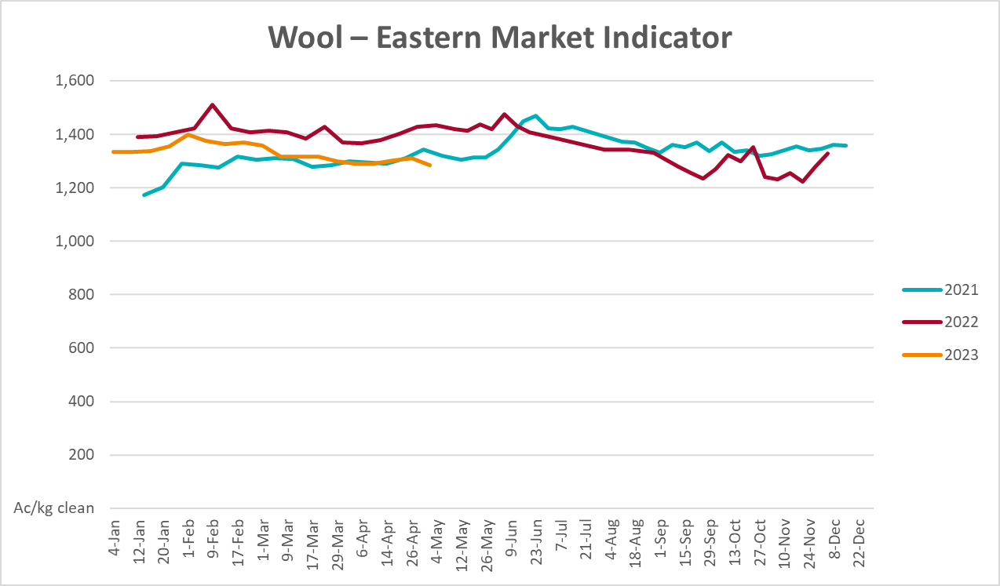 Wool – Eastern Market Indicator
1,600
1,400
1,200
1,000
800
600
400
200
Ac/kg clean
4-Jan
12-Jan
20-Jan
1-Feb
9-Feb
17-Feb
1-Mar
9-Mar
17-Mar
29-Mar
6-Apr
14-Apr
26-Apr
4-May
12-May
26-May
9-Jun
23-Jun
7-Jul
21-Jul
4-Aug
18-Aug
1-Sep
15-Sep
29-Sep
13-Oct
27-Oct
10-Nov
24-Nov
8-Dec
22-Dec
2021
2022
2023